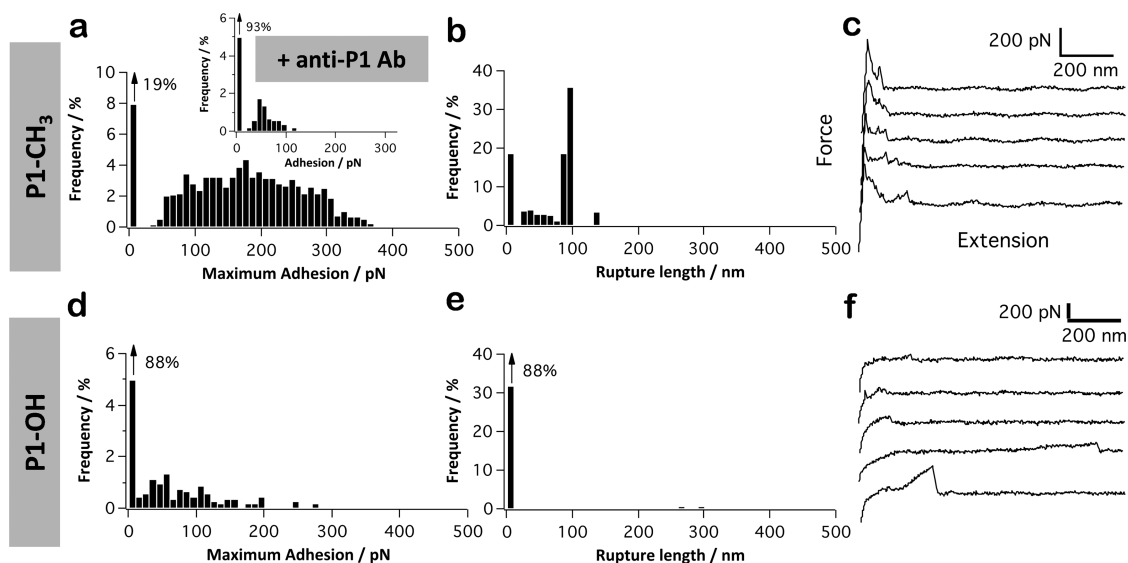 P1-CH3
a
Frequency / %
10
8
6
4
2
0
19%
0 100 200 300 400 500
Maximum Adhesion / pN
Frequency / %
6
4
2
0
93%
+ anti-P1 Ab
0 100 200 300
Adhesion / pN
b
Frequency / %
40
30
20
10
0
0 100 200 300 400 500
Rupture length / nm
c
200 pN
200 nm
Force
Extension
P1-OH
d
Frequency / %
6
4
2
0
88%
0 100 200 300 400 500
Maximum Adhesion / pN
e
Frequency / %
40
30
20
10
0
88%
0 100 200 300 400 500
Rupture length / nm
f
200 pN
200 nm